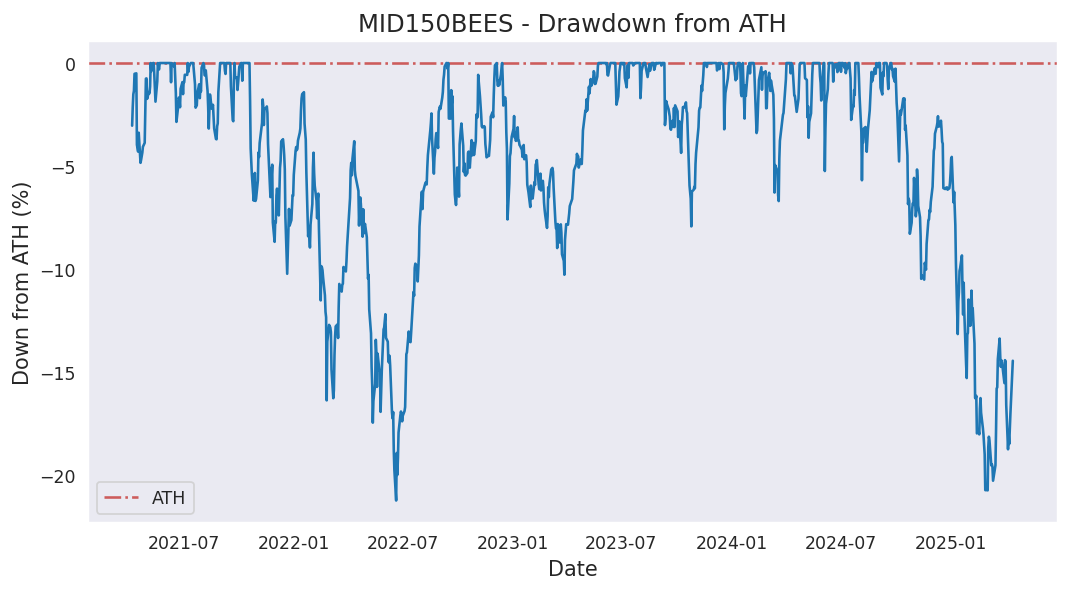 MID150BEES - Drawdown from ATH
Down from ATH (%)
0
−5
−10
−15
−20
ATH
2021-07 2022-01 2022-07 2023-01 2023-07 2024-01 2024-07 2025-01
Date